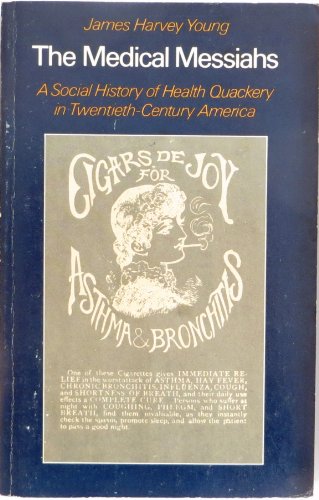 James Harvey Young
The Medical Messiahs
A Social History of Health Quackery
in Twentieth-Century America
CIGARS DE JOY
FOR
ASTHMA & BRONCHITIS
One of these Cigarettes gives IMMEDIATE RE-
LIEF in the worst attack of ASTHMA, HAY FEVER,
CHRONIC BRONCHITIS, INFLUENZA, COUGH,
and SHORTNESS OF BREATH, and their daily use
effects a COMPLETE CURE. Persons who suffer at
night with COUGHING, PHLEGM, and SHORT
BREATH, find them invaluable, as they instantly
check the spasm, promote sleep, and allow the patient
to pass a good night.